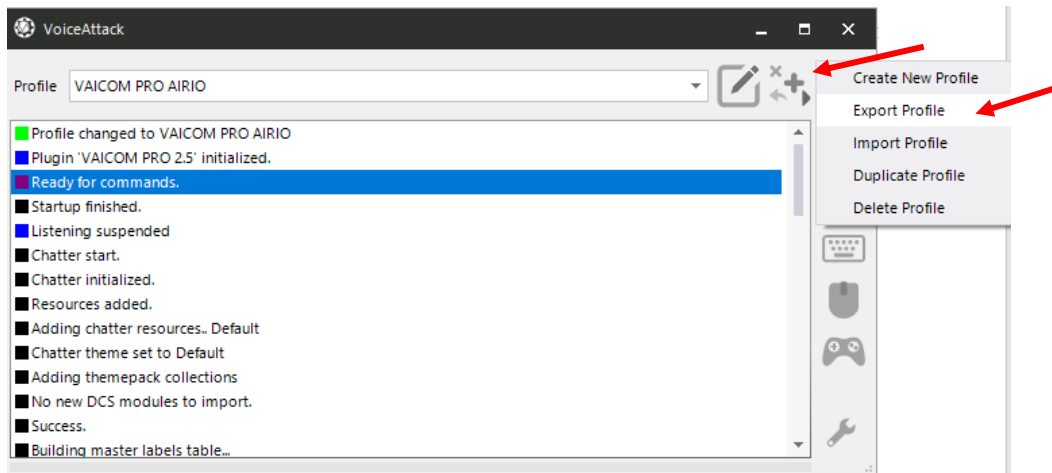 VoiceAttack
Profile VAICOM PRO AIRIO
Profile changed to VAICOM PRO AIRIO
Plugin 'VAICOM PRO 2.5' initialized.
Ready for commands.
Startup finished.
Listening suspended
Chatter start.
Chatter initialized.
Resources added.
Adding chatter resources.. Default
Chatter theme set to Default
Adding themepack collections
No new DCS modules to import.
Success.
Building master labels table...
Create New Profile
Export Profile
Import Profile
Duplicate Profile
Delete Profile